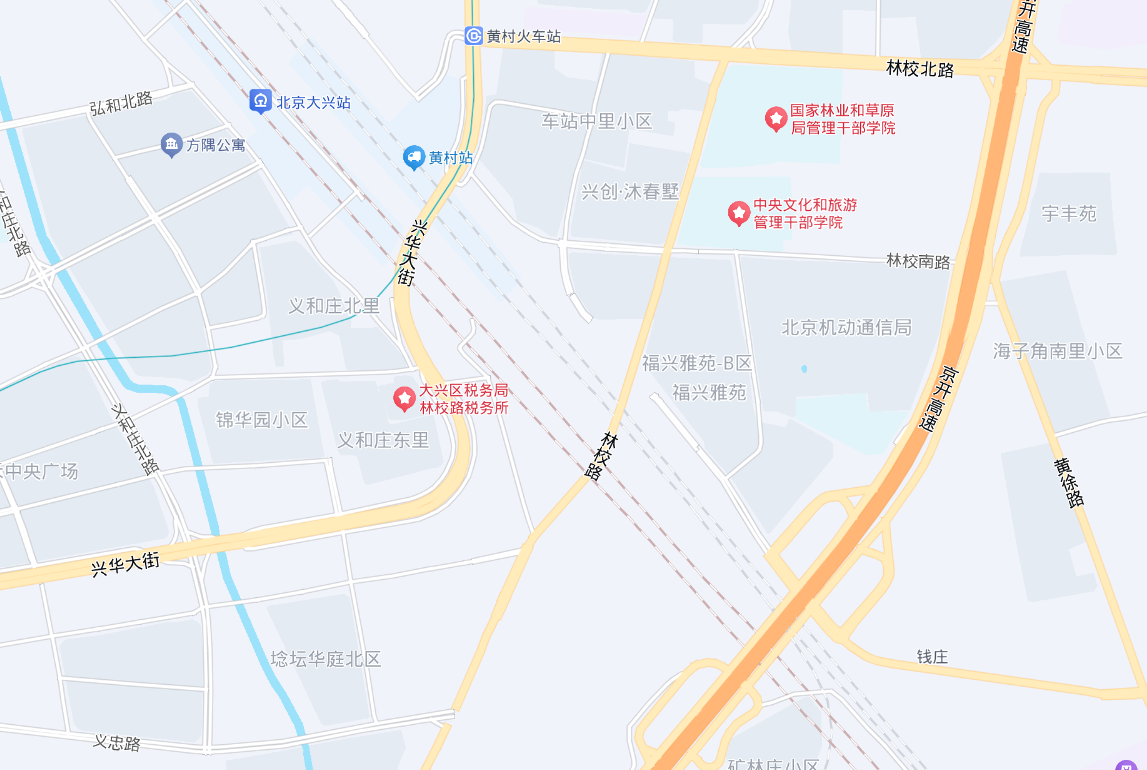 京开高速
黄村火车站
林校北路
弘和北路
北京大兴站
国家林业和草原
局管理干部学院
车站中里小区
方隅公寓
黄村站
兴创·沐春墅
义和庄北路
中央文化和旅游
管理干部学院
宇丰苑
兴华大街
林校南路
义和庄北里
北京机动通信局
海子角南里小区
福兴雅苑-B区
福兴雅苑
大兴区税务局
林校路税务所
京开高速
锦华园小区
义和庄东里
义和庄北路
林校路
中央广场
黄徐路
兴华大街
埝坛华庭北区
钱庄
义忠路
矿林庄小区